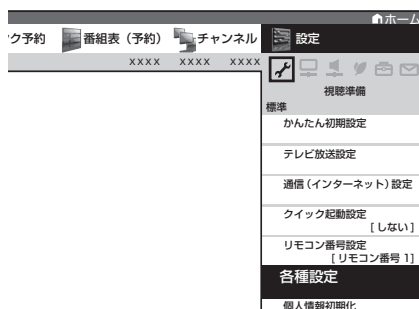 ホーム
ク予約 番組表（予約） チャンネル 設定
xxxx xxxx xxxx
視聴準備
標準
かんたん初期設定
テレビ放送設定
通信（インターネット）設定
クイック起動設定
[しない]
リモコン番号設定
[リモコン番号 1]
各種設定
個人情報初期化